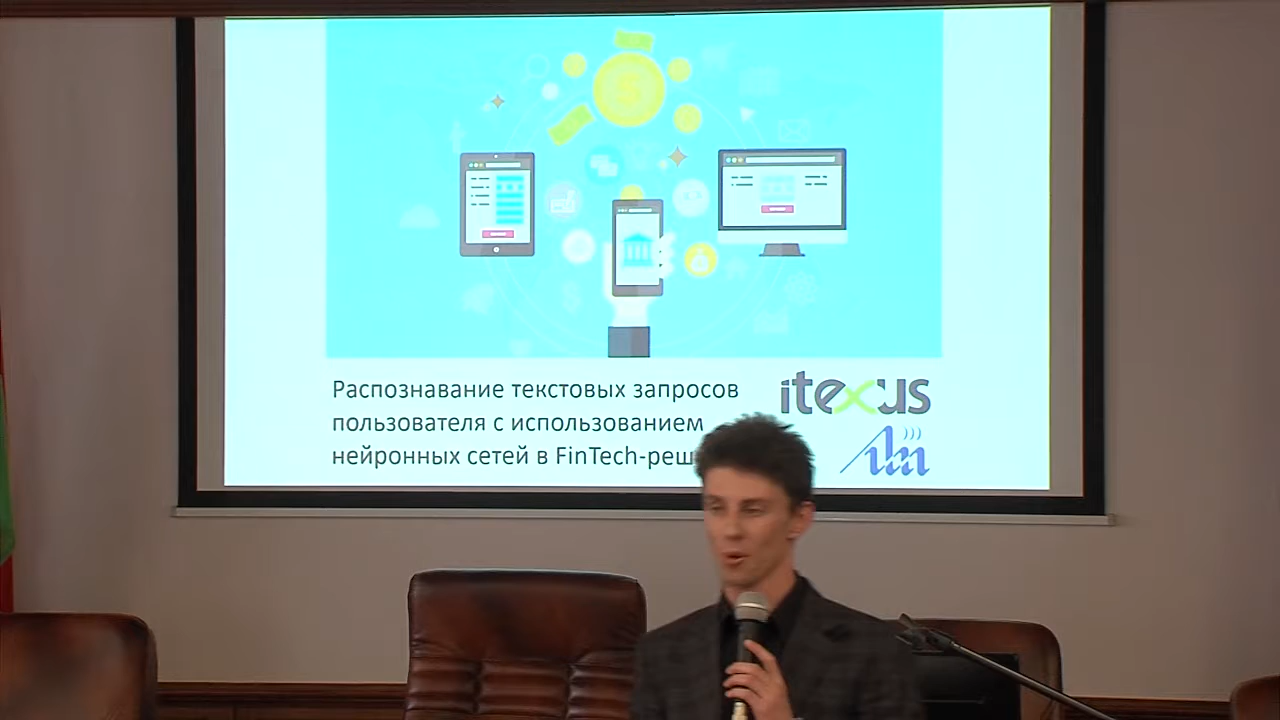 Распознавание текстовых запросов
пользователя с использованием
нейронных сетей в FinTech-реш
itexus